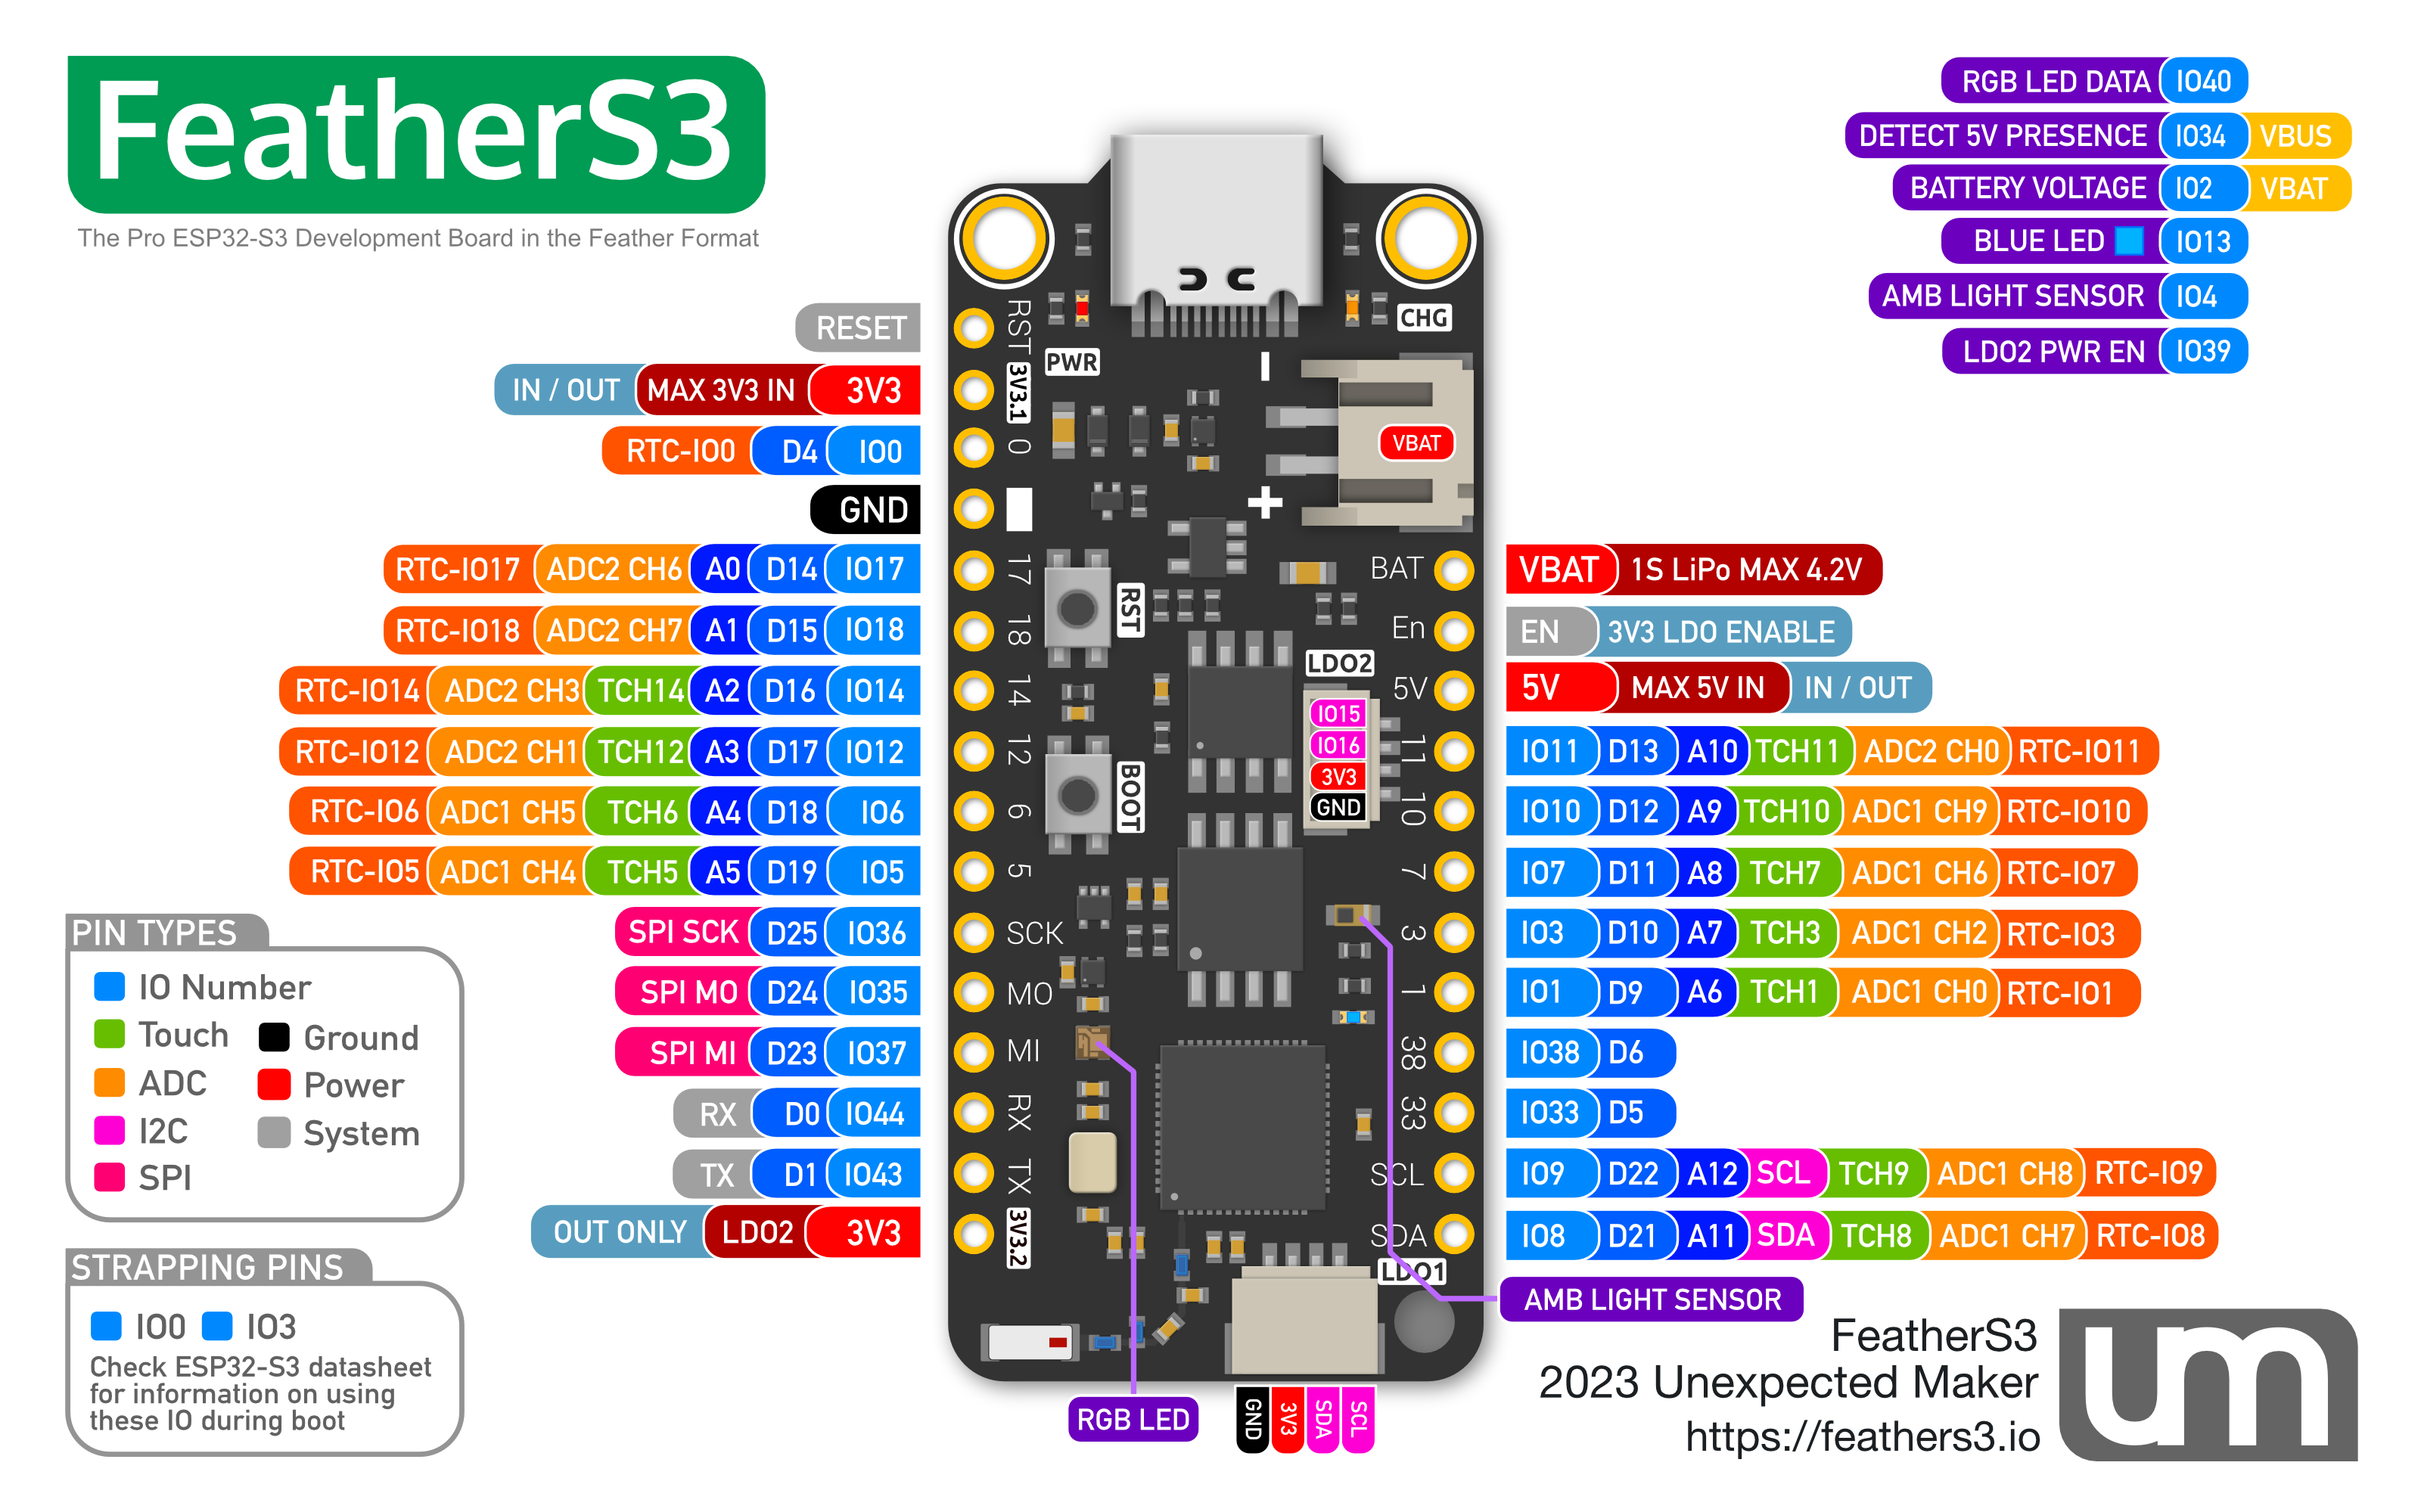 FeatherS3
The Pro ESP32-S3 Development Board in the Feather Format
RGB LED DATA IO40
DETECT 5V PRESENCE IO34 VBUS
BATTERY VOLTAGE IO2 VBAT
BLUE LED IO13
AMB LIGHT SENSOR IO4
LDO2 PWR EN IO39
RESET
IN / OUT MAX 3V3 IN 3V3
RTC-IO0 D4 IO0
GND
RTC-IO17 ADC2 CH6 A0 D14 IO17
RTC-IO18 ADC2 CH7 A1 D15 IO18
RTC-IO14 ADC2 CH3 TCH14 A2 D16 IO14
RTC-IO12 ADC2 CH1 TCH12 A3 D17 IO12
RTC-IO6 ADC1 CH5 TCH6 A4 D18 IO6
RTC-IO5 ADC1 CH4 TCH5 A5 D19 IO5
SPI SCK D25 IO36
SPI MO D24 IO35
SPI MI D23 IO37
RX D0 IO44
TX D1 IO43
OUT ONLY LDO2 3V3
RST
3V3.1
0
17
18
14
12
6
5
SCK
MO
MI
RX
TX
3V3.2
PWR
CHG
-
VBAT
+
RST
BOOT
LDO2
IO15
IO16
3V3
GND
BAT
En
5V
11
10
7
3
1
38
33
SCL
SDA
LDO1
VBAT 1S LiPo MAX 4.2V
EN 3V3 LDO ENABLE
5V MAX 5V IN IN / OUT
IO11 D13 A10 TCH11 ADC2 CH0 RTC-IO11
IO10 D12 A9 TCH10 ADC1 CH9 RTC-IO10
IO7 D11 A8 TCH7 ADC1 CH6 RTC-IO7
IO3 D10 A7 TCH3 ADC1 CH2 RTC-IO3
IO1 D9 A6 TCH1 ADC1 CH0 RTC-IO1
IO38 D6
IO33 D5
IO9 D22 A12 SCL TCH9 ADC1 CH8 RTC-IO9
IO8 D21 A11 SDA TCH8 ADC1 CH7 RTC-IO8
AMB LIGHT SENSOR
RGB LED
GND 3V3 SDA SCL
PIN TYPES
IO Number
Touch
Ground
ADC
Power
I2C
System
SPI
STRAPPING PINS
IO0 IO3
Check ESP32-S3 datasheet
for information on using
these IO during boot
FeatherS3
2023 Unexpected Maker
https://feathers3.io
um